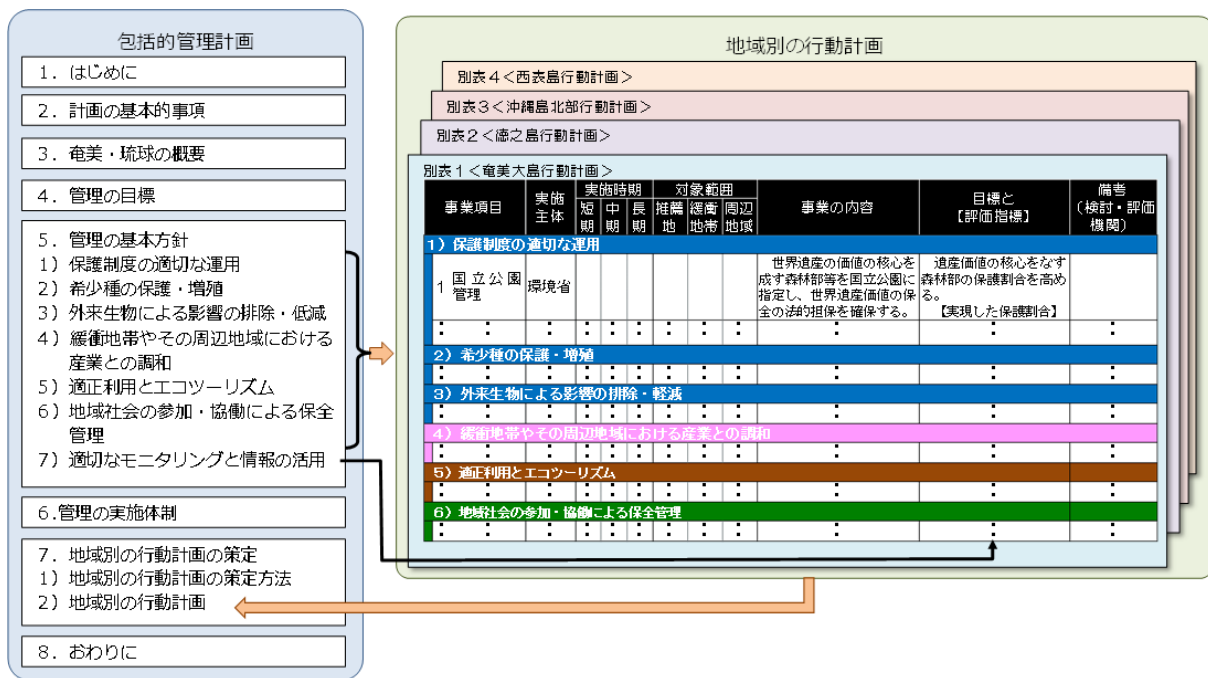 包括的管理計画
1．はじめに
2．計画の基本的事項
3．奄美・琉球の概要
4．管理の目標
5．管理の基本方針
1）保護制度の適切な運用
2）希少種の保護・増殖
3）外来生物による影響の排除・低減
4）緩衝地帯やその周辺地域における
産業との調和
5）適正利用とエコツーリズム
6）地域社会の参加・協働による保全
管理
7）適切なモニタリングと情報の活用
6.管理の実施体制
7．地域別の行動計画の策定
1）地域別の行動計画の策定方法
2）地域別の行動計画
8．おわりに
地域別の行動計画
別表4＜西表島行動計画＞
別表3＜沖縄島北部行動計画＞
別表2＜徳之島行動計画＞
別表1＜奄美大島行動計画＞
事業項目 実施主体 実施時期 短期 中期 長期 対象範囲 推薦地 緩衝地帯 周辺地域 事業の内容 目標と【評価指標】 備考（検討・評価機関）
1）保護制度の適切な運用
1 国立公園管理 環境省
世界遺産の価値の核心を
成す森林部等を国立公園に
指定し、世界遺産価値の保
全の法的担保を確保する。
遺産価値の核心をなす
森林部の保護割合を高め
る。
【実現した保護割合】
： ： ： ： ： ： ： ： ： ： ：
2）希少種の保護・増殖
： ： ： ： ： ： ： ： ： ： ：
3）外来生物による影響の排除・軽減
： ： ： ： ： ： ： ： ： ： ：
4）緩衝地帯やその周辺地域における産業との調和
： ： ： ： ： ： ： ： ： ： ：
5）適正利用とエコツーリズム
： ： ： ： ： ： ： ： ： ： ：
6）地域社会の参加・協働による保全管理
： ： ： ： ： ： ： ： ： ： ：